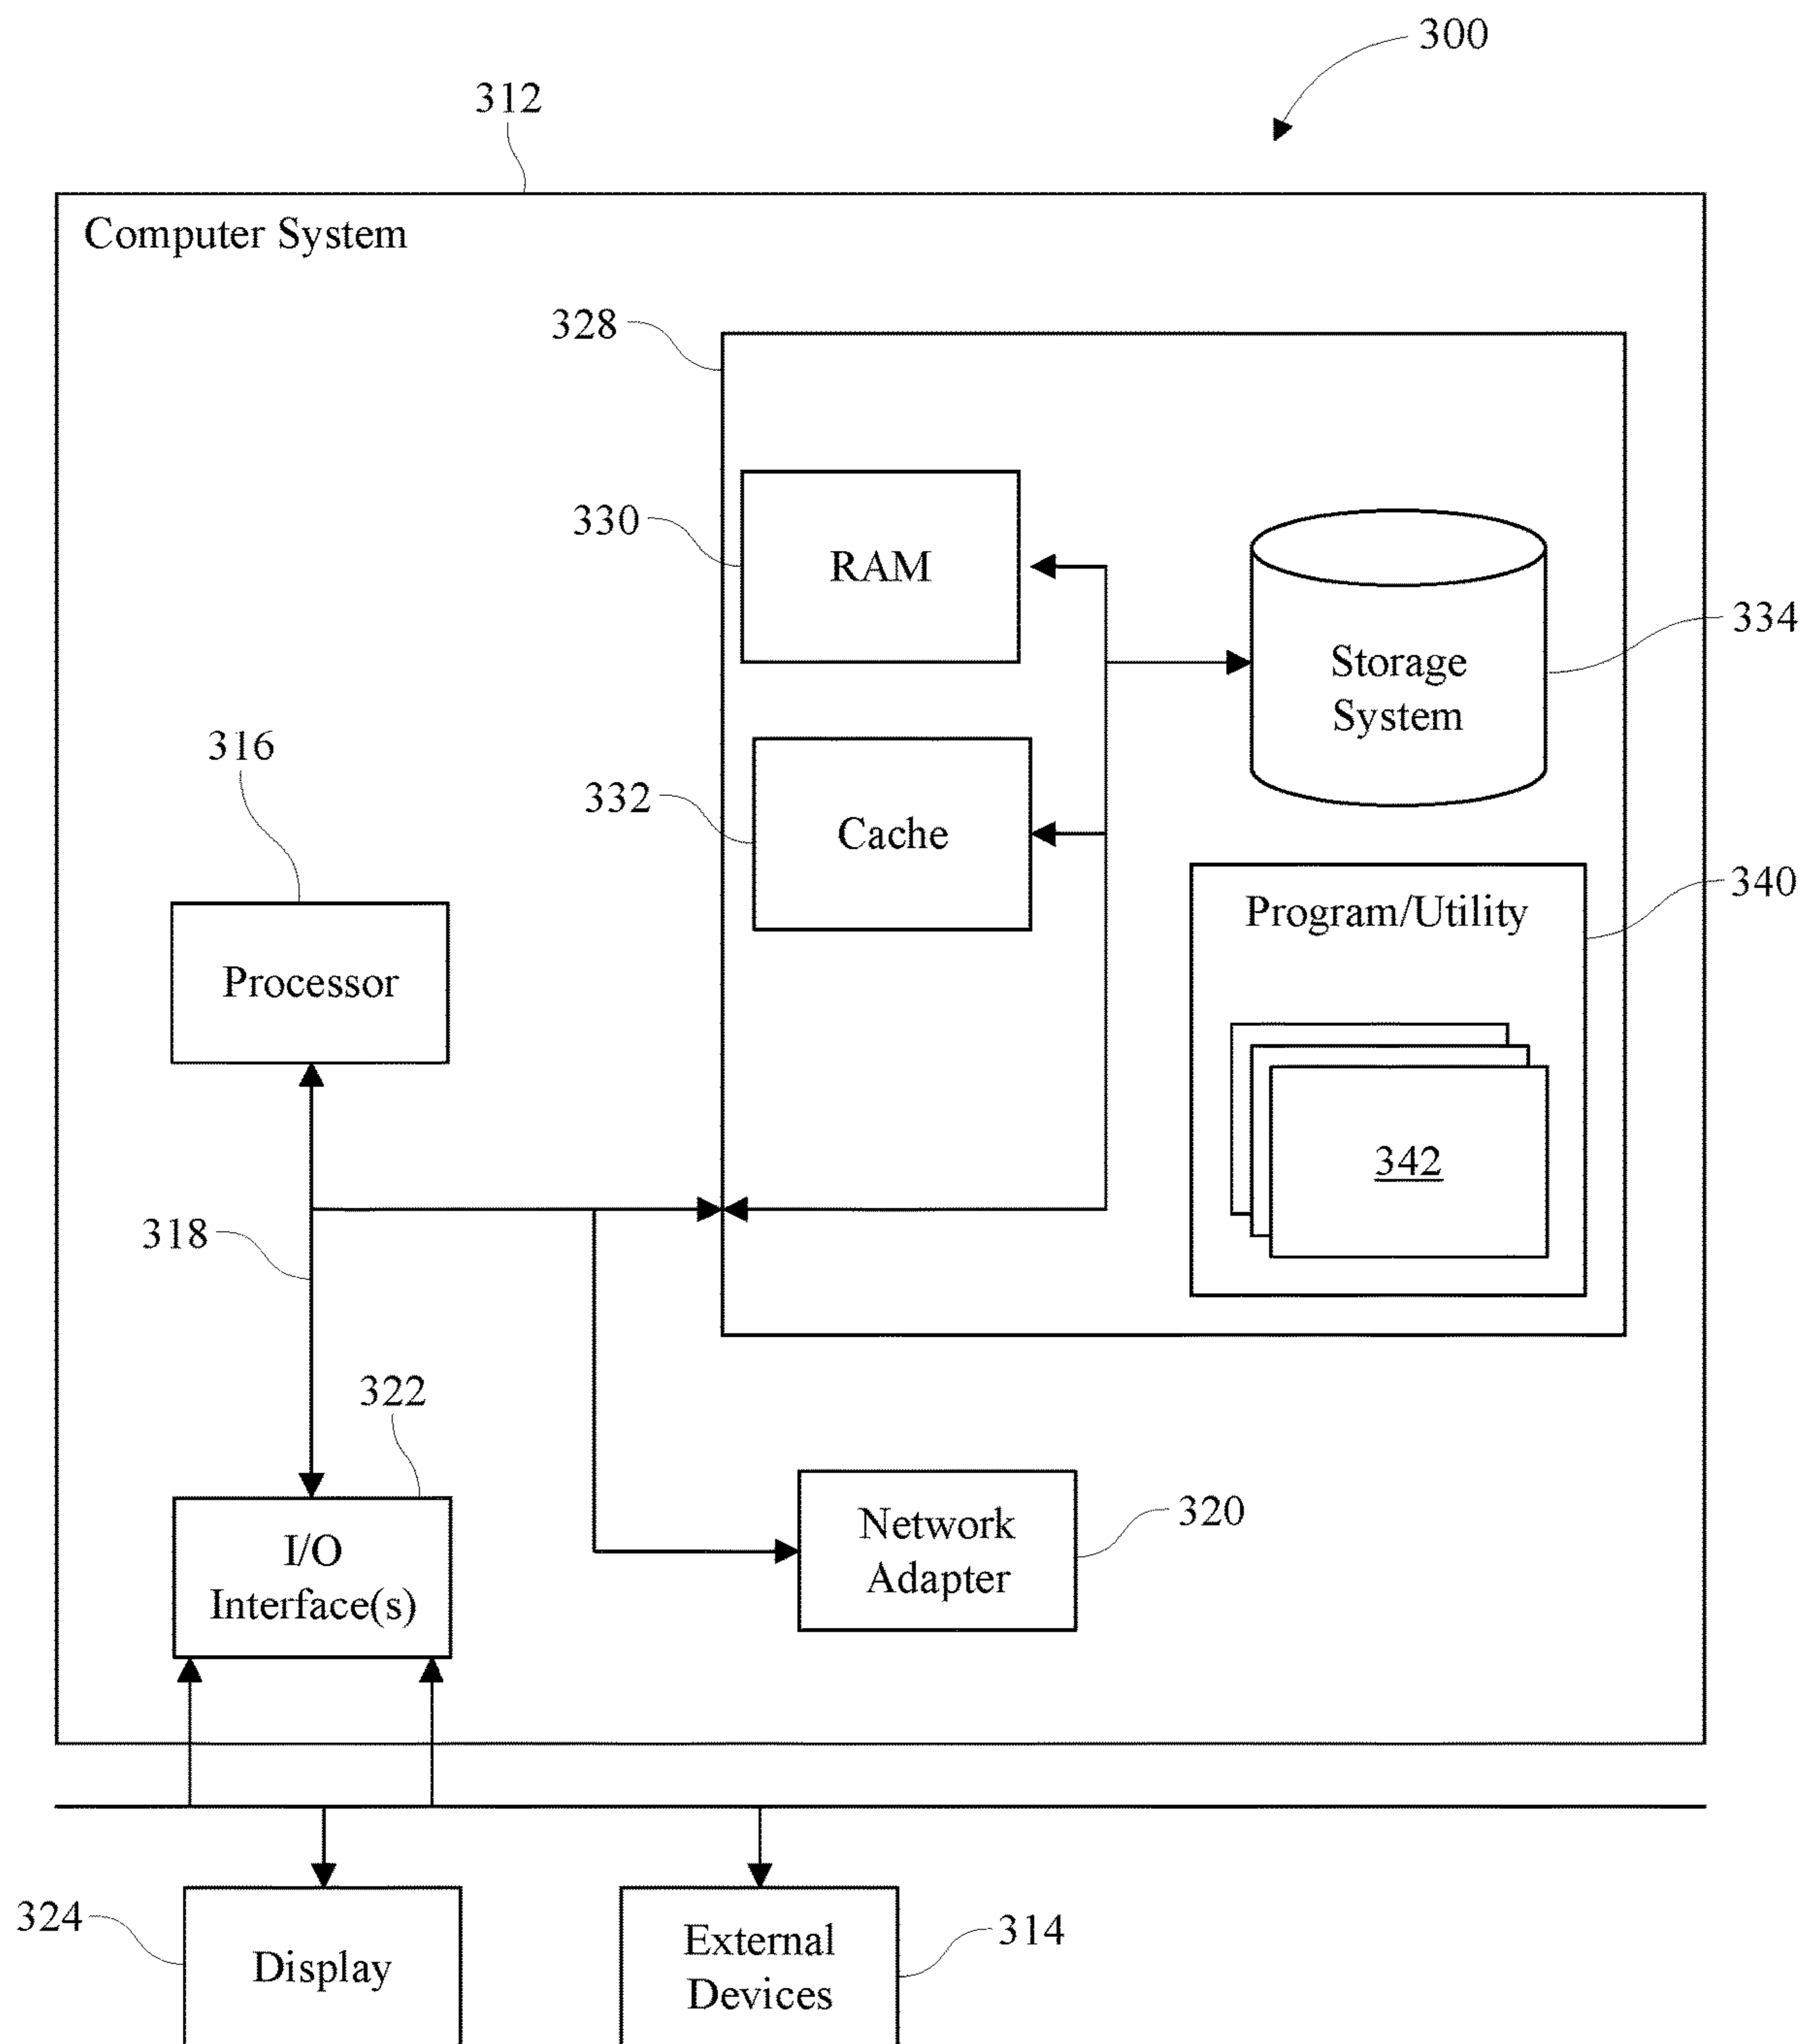 300
312
Computer System
328
330
RAM
334
Storage
System
316
332
Cache
340
Program/Utility
Processor
342
318
322
320
Network
Adapter
I/O
Interface(s)
324
Display
External
Devices
314